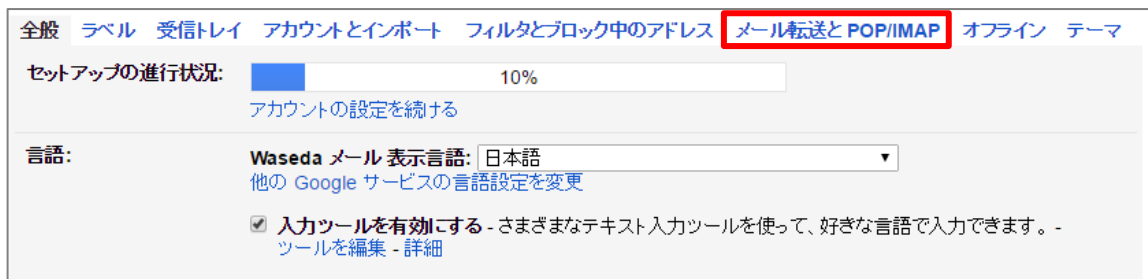 全般 ラベル 受信トレイ アカウントとインポート フィルタとブロック中のアドレス メール転送と POP/IMAP オフライン テーマ
セットアップの進行状況: 10%
アカウントの設定を続ける
言語: Waseda メール 表示言語: 日本語
他の Google サービスの言語設定を変更
入力ツールを有効にする - さまざまなテキスト入力ツールを使って、好きな言語で入力できます。 -
ツールを編集 - 詳細